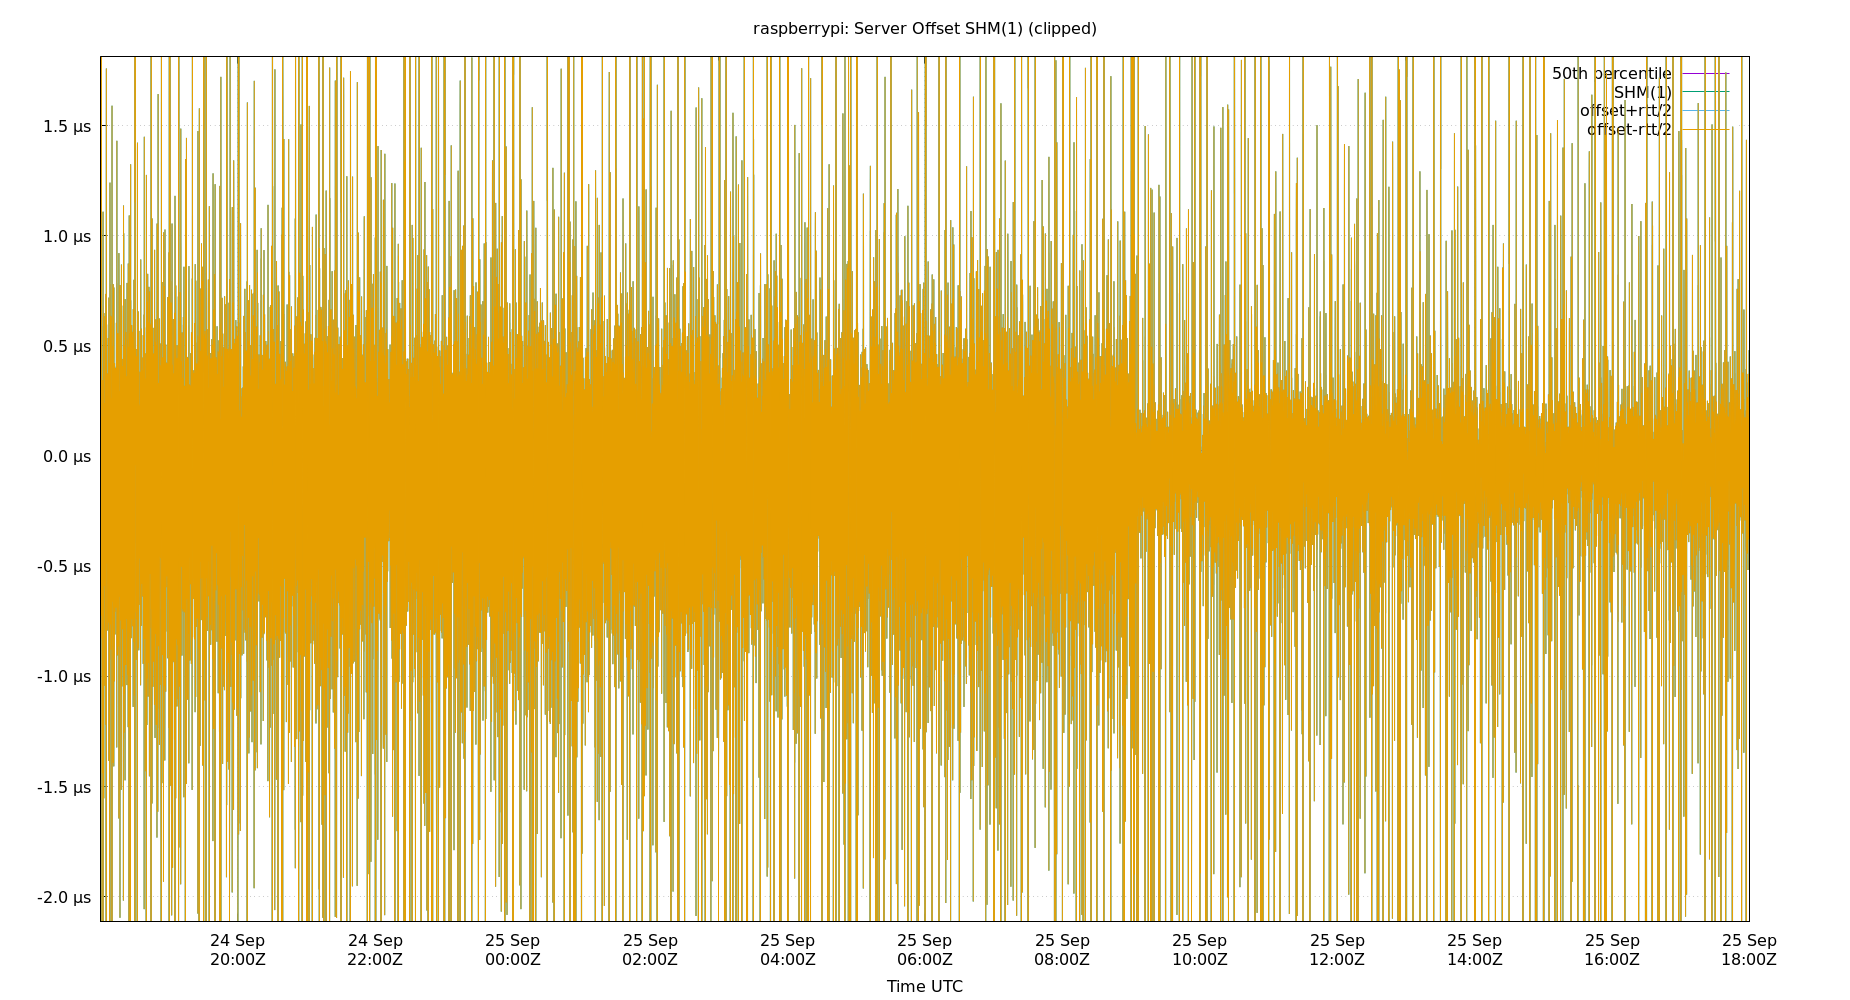 raspberrypi: Server Offset SHM(1) (clipped)
50th percentile
SHM(1)
offset+rtt/2
offset-rtt/2
1.5 µs
1.0 µs
0.5 µs
0.0 µs
-0.5 µs
-1.0 µs
-1.5 µs
-2.0 µs
24 Sep 24 Sep 25 Sep 25 Sep 25 Sep 25 Sep 25 Sep 25 Sep 25 Sep 25 Sep 25 Sep 25 Sep
20:00Z 22:00Z 00:00Z 02:00Z 04:00Z 06:00Z 08:00Z 10:00Z 12:00Z 14:00Z 16:00Z 18:00Z
Time UTC